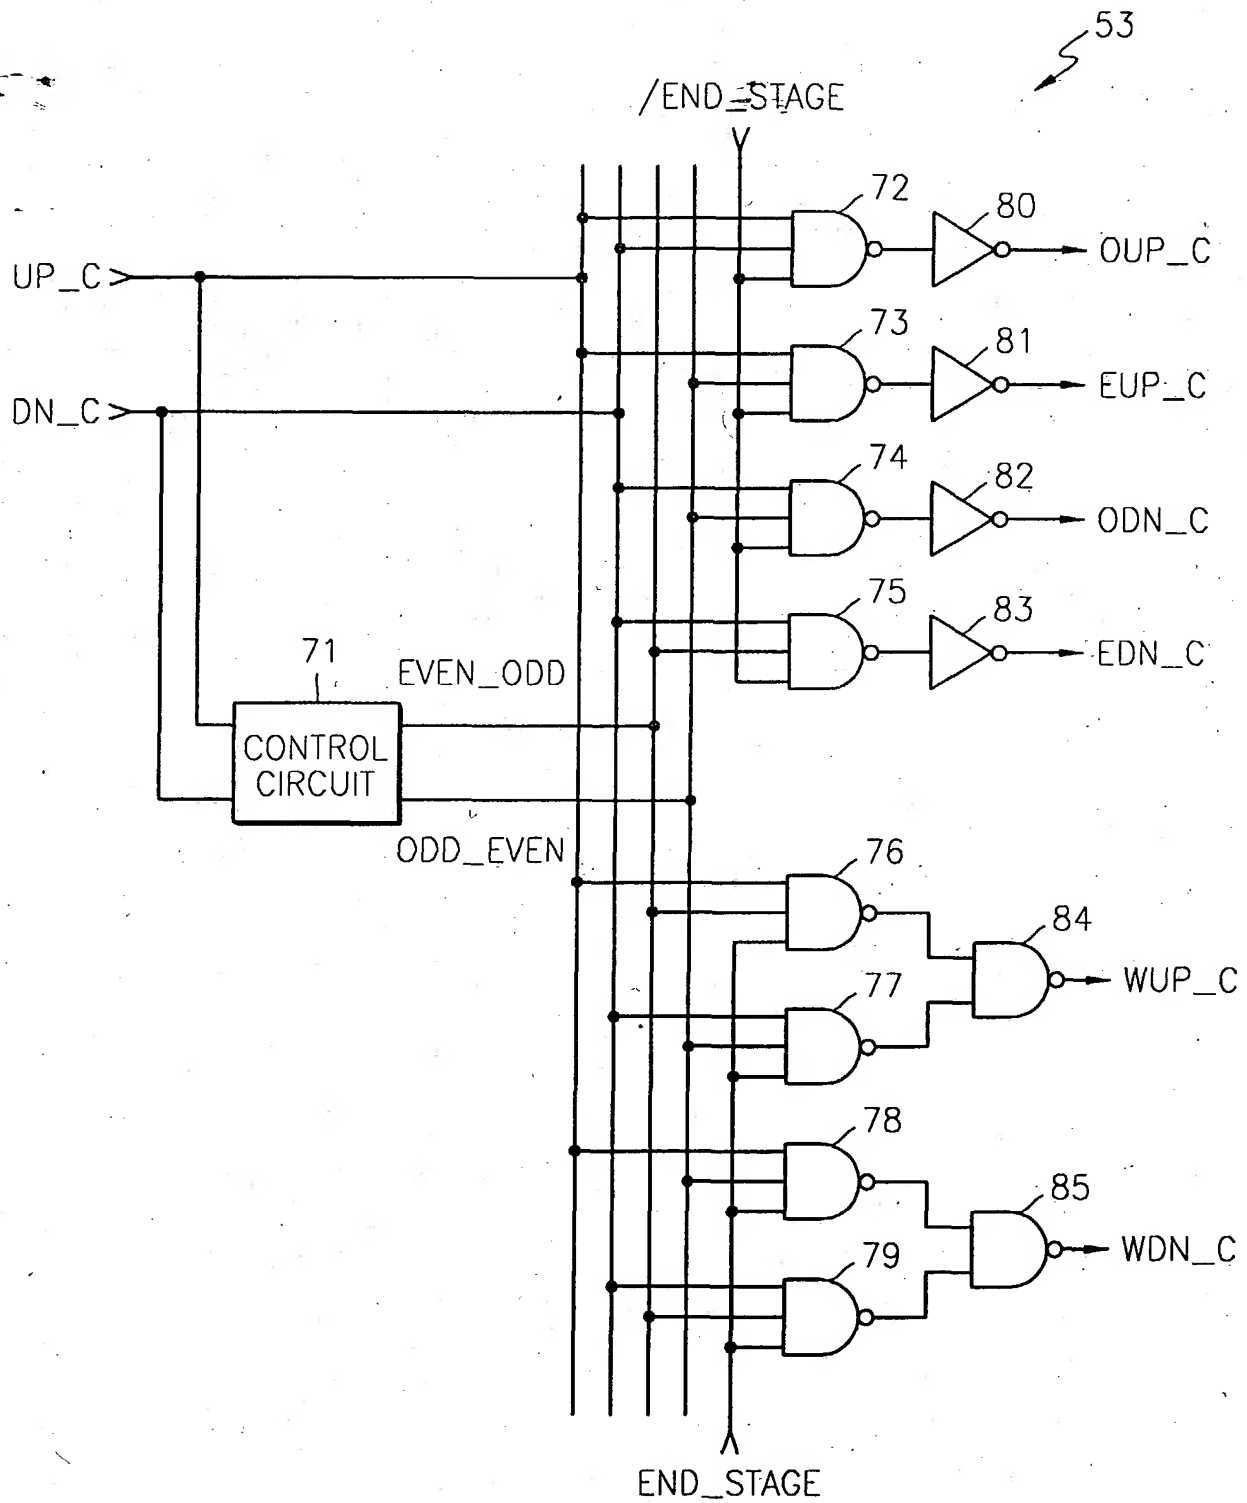 53
/END_STAGE
72
80
OUP_C
UP_C
73
81
EUP_C
DN_C
74
82
ODN_C
75
83
EDN_C
71
EVEN_ODD
CONTROL
CIRCUIT
ODD_EVEN
76
84
WUP_C
77
78
85
WDN_C
79
END_STAGE